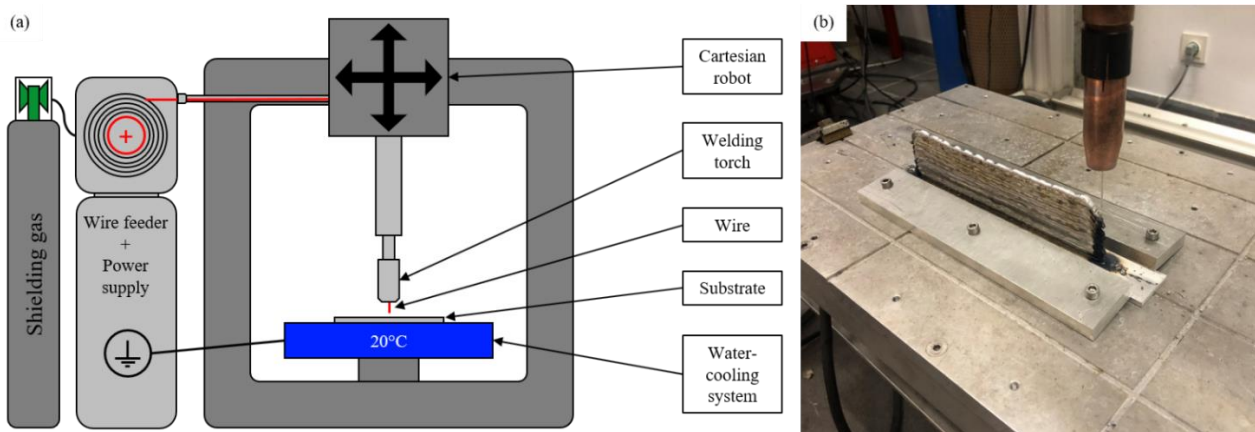 (a)
Shielding gas
Wire feeder
+
Power
supply
20°C
Cartesian
robot
Welding
torch
Wire
Substrate
Water-
cooling
system
(b)